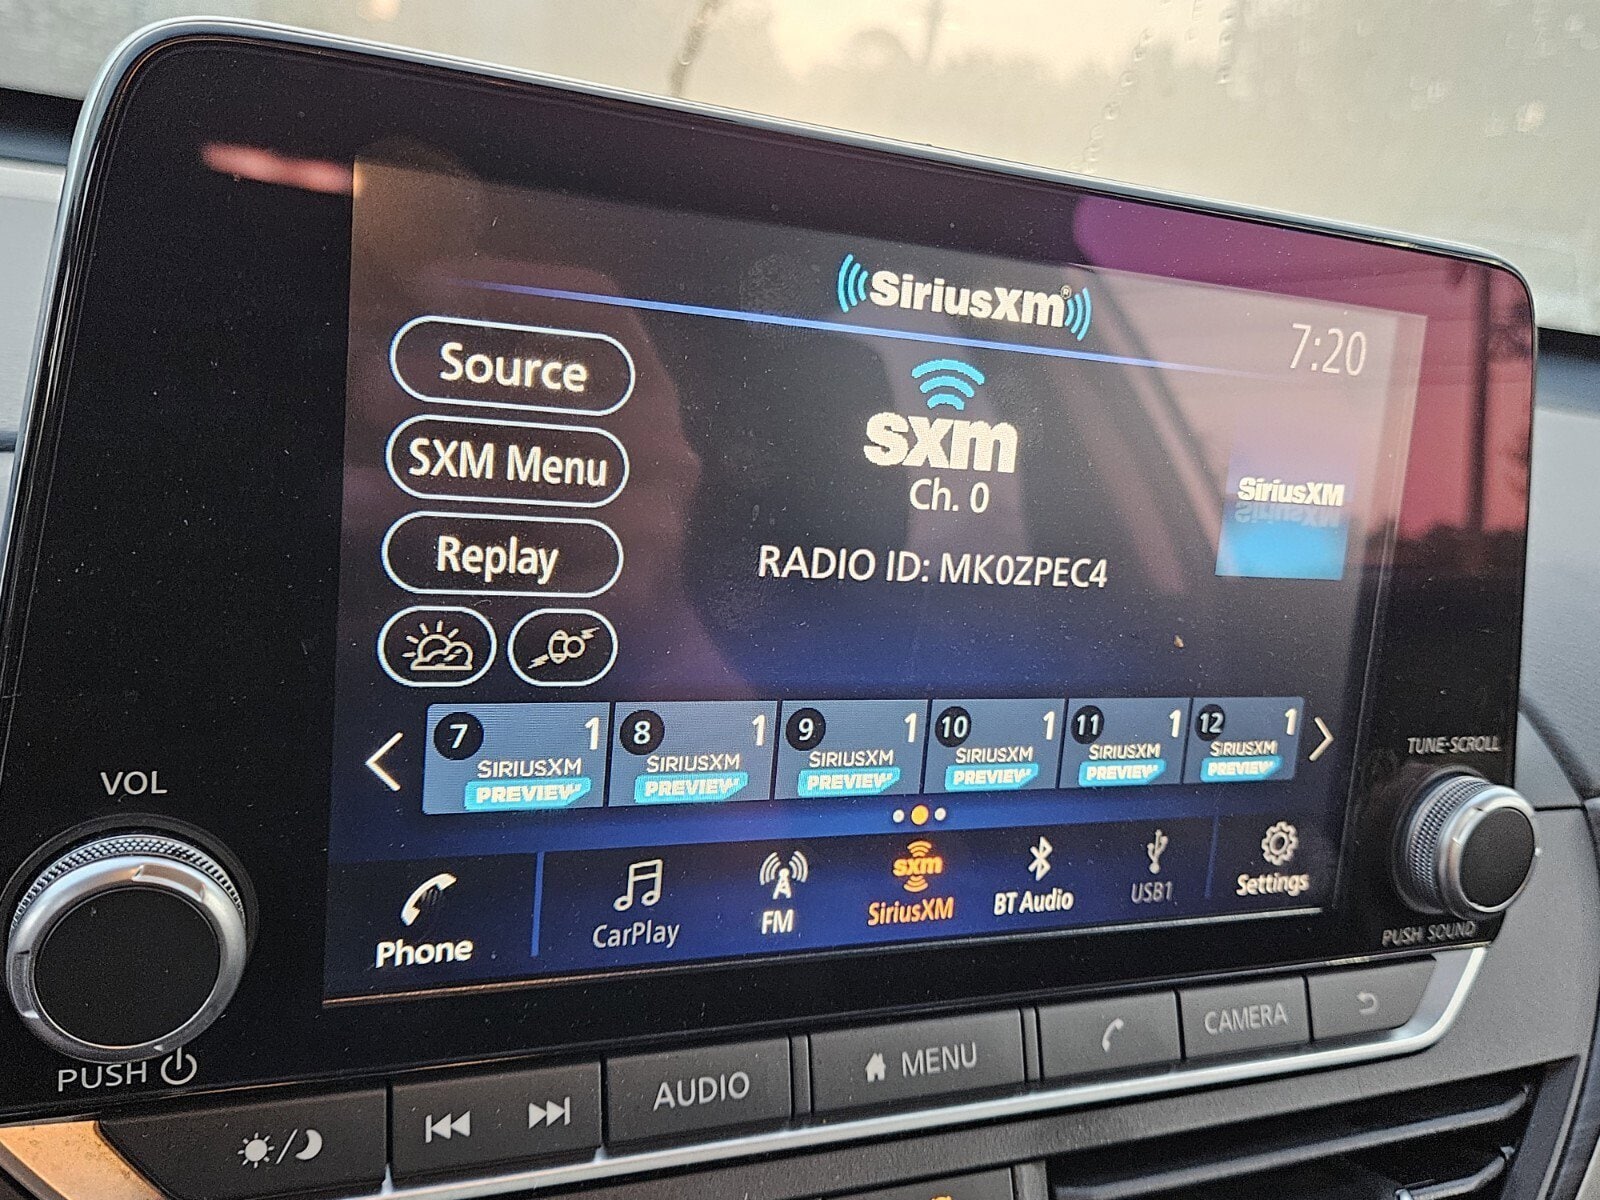 SiriusXM®
7:20
Source
sxm
SXM Menu
Ch. 0
SiriusXM
Replay
RADIO ID: MK0ZPEC4
7 1 SIRIUSXM PREVIEW
8 1 SIRIUSXM PREVIEW
9 1 SIRIUSXM PREVIEW
10 1 SIRIUSXM PREVIEW
11 1 SIRIUSXM PREVIEW
12 1 SIRIUSXM PREVIEW
Phone
CarPlay
FM
sxm
SiriusXM
BT Audio
USB1
Settings
VOL
PUSH
TUNE·SCROLL
PUSH SOUND
AUDIO
MENU
CAMERA